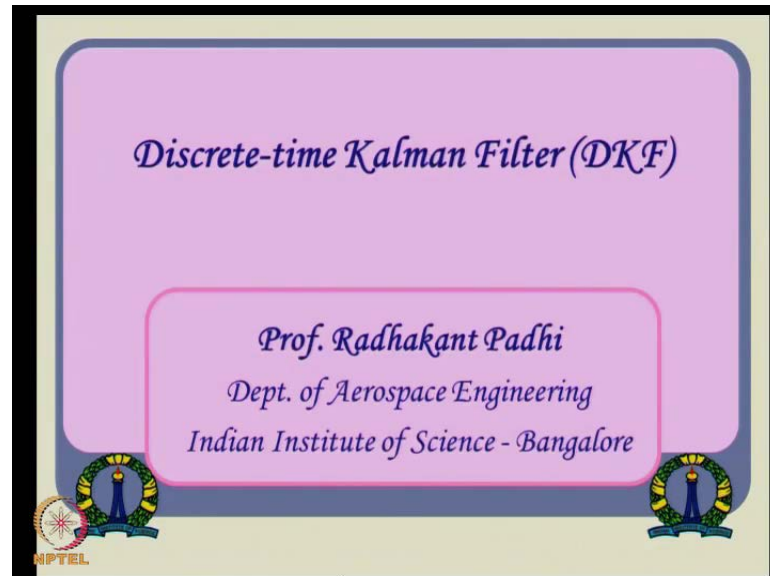 Discrete-time Kalman Filter (DKF)
Prof. Radhakant Padhi
Dept. of Aerospace Engineering
Indian Institute of Science - Bangalore
NPTEL